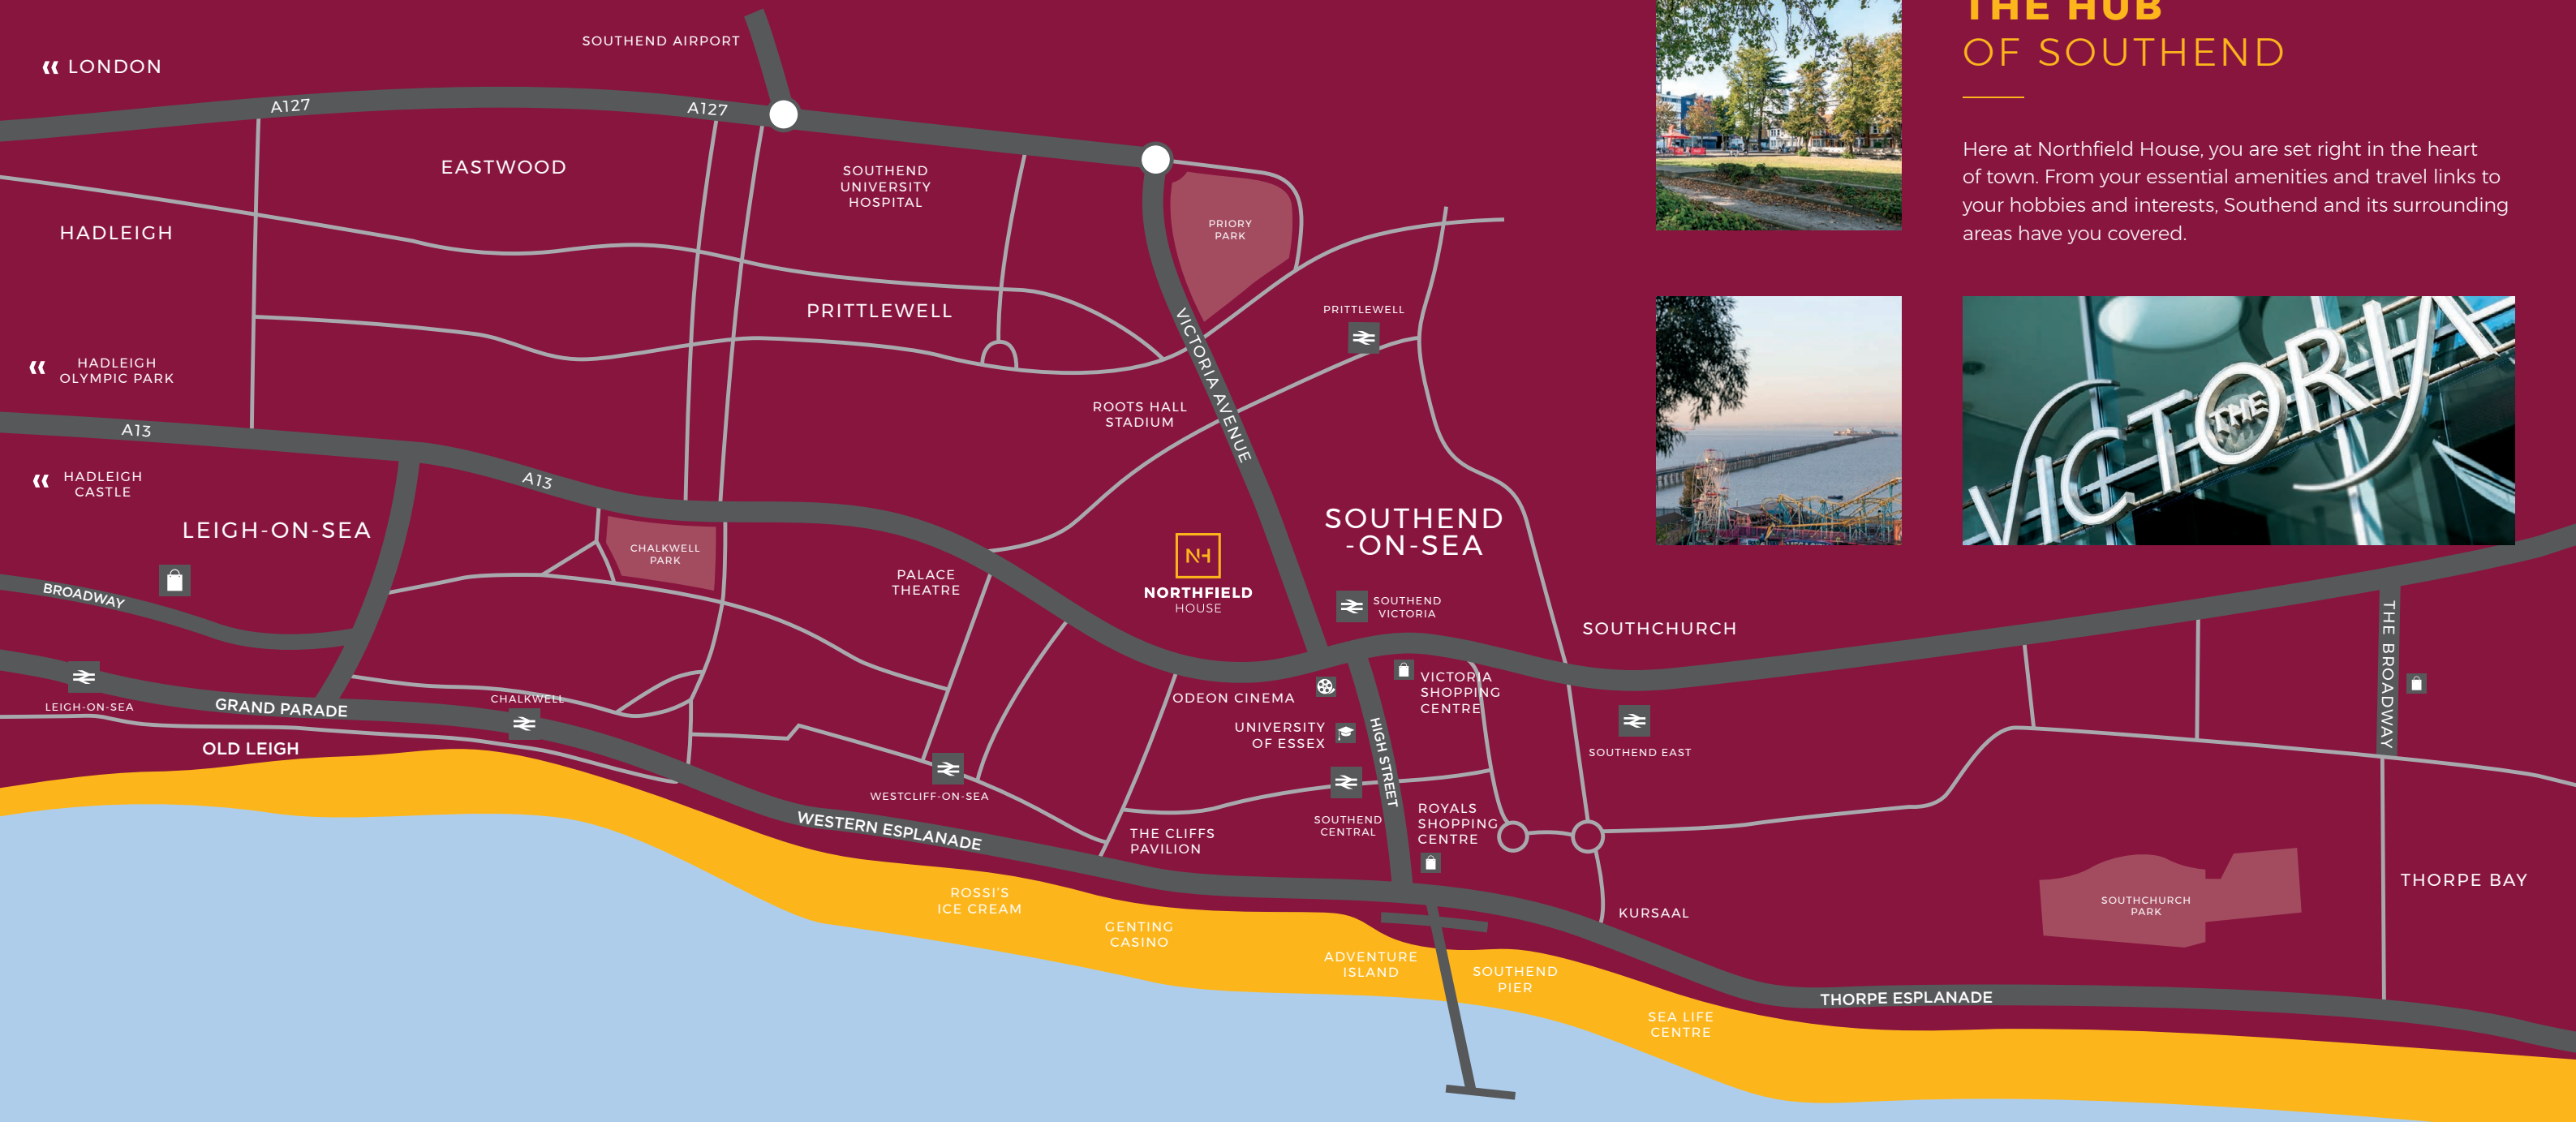 THE HUB
OF SOUTHEND
Here at Northfield House, you are set right in the heart
of town. From your essential amenities and travel links to
your hobbies and interests, Southend and its surrounding
areas have you covered.
THE
VICTORIA
SOUTHEND AIRPORT
LONDON
A127
A127
EASTWOOD
SOUTHEND
UNIVERSITY
HOSPITAL
HADLEIGH
PRIORY
PARK
PRITTLEWELL
PRITTLEWELL
VICTORIA AVENUE
HADLEIGH
OLYMPIC PARK
ROOTS HALL
STADIUM
A13
A13
HADLEIGH
CASTLE
LEIGH-ON-SEA
SOUTHEND
-ON-SEA
CHALKWELL
PARK
NH
NORTHFIELD
HOUSE
PALACE
THEATRE
BROADWAY
SOUTHEND
VICTORIA
SOUTHCHURCH
THE BROADWAY
LEIGH-ON-SEA
GRAND PARADE
CHALKWELL
ODEON CINEMA
VICTORIA
SHOPPING
CENTRE
UNIVERSITY
OF ESSEX
HIGH STREET
SOUTHEND EAST
OLD LEIGH
WESTCLIFF-ON-SEA
WESTERN ESPLANADE
SOUTHEND
CENTRAL
ROYALS
SHOPPING
CENTRE
THE CLIFFS
PAVILION
THORPE BAY
ROSSI'S
ICE CREAM
SOUTHCHURCH
PARK
KURSAAL
GENTING
CASINO
ADVENTURE
ISLAND
SOUTHEND
PIER
THORPE ESPLANADE
SEA LIFE
CENTRE